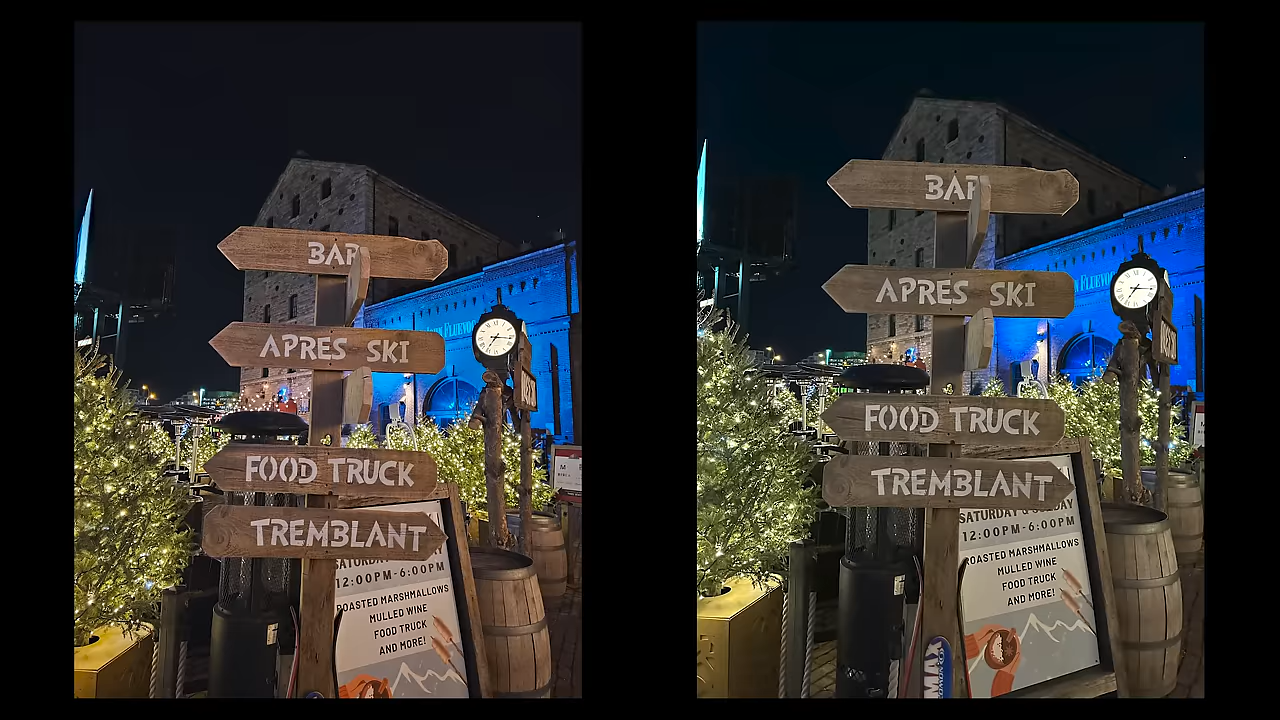 BAR
APRES SKI
FOOD TRUCK
TREMBLANT
12:00PM-6:00PM
ROASTED MARSHMALLOWS
MULLED WINE
FOOD TRUCK
AND MORE!
BAR
APRES SKI
FOOD TRUCK
TREMBLANT
SATURDAY & SUNDAY
12:00PM-6:00PM
ROASTED MARSHMALLOWS
MULLED WINE
FOOD TRUCK
AND MORE!
MAX